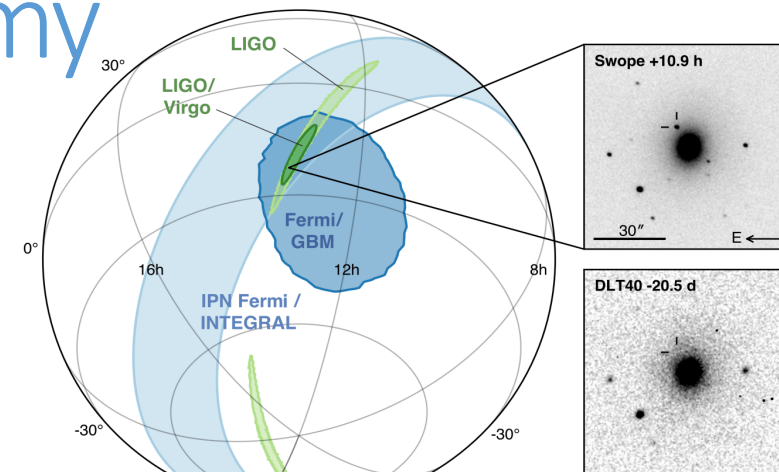 my
LIGO
30°
LIGO/
Virgo
Swope +10.9 h
30″
E
Fermi/
GBM
0°
16h
12h
8h
IPN Fermi /
INTEGRAL
DLT40 -20.5 d
-30°
-30°